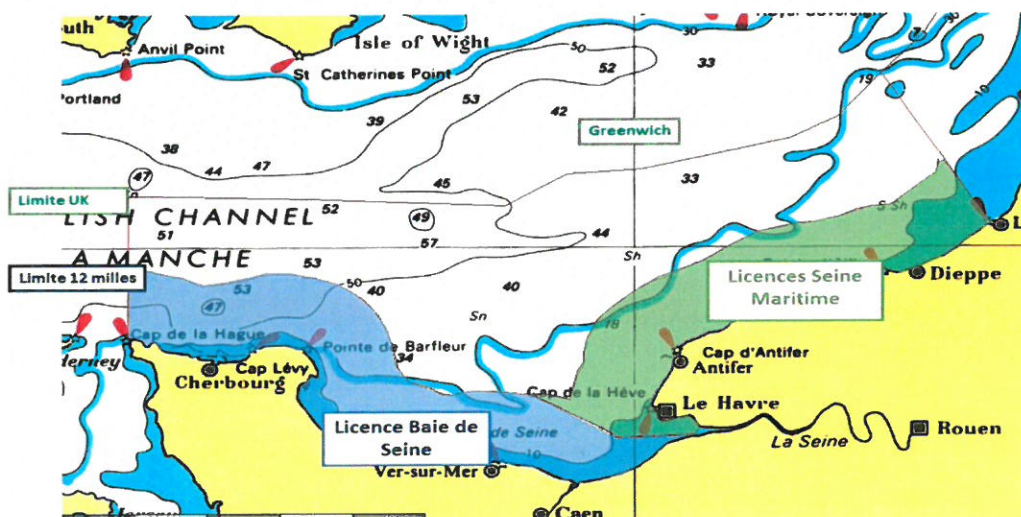 Isle of Wight
Anvil Point
St Catherines Point
Portland
50
30
52
33
19
53
42
39
Greenwich
38
44
47
47
45
33
Limite UK
LISH CHANNEL
52
49
51
57
44
S Sh
A MANCHE
53
Sh
Dieppe
Limite 12 milles
53
50
40
40
Licences Seine
Maritime
47
Sn
18
Cap de la Hague
Pointe de Barfleur
34
Cap d'Antifer
Antifer
Cap Lévy
Cherbourg
Cap de la Hève
Le Havre
Licence Baie de
Seine
de Seine
La Seine
Rouen
10
Ver-sur-Mer
Caen